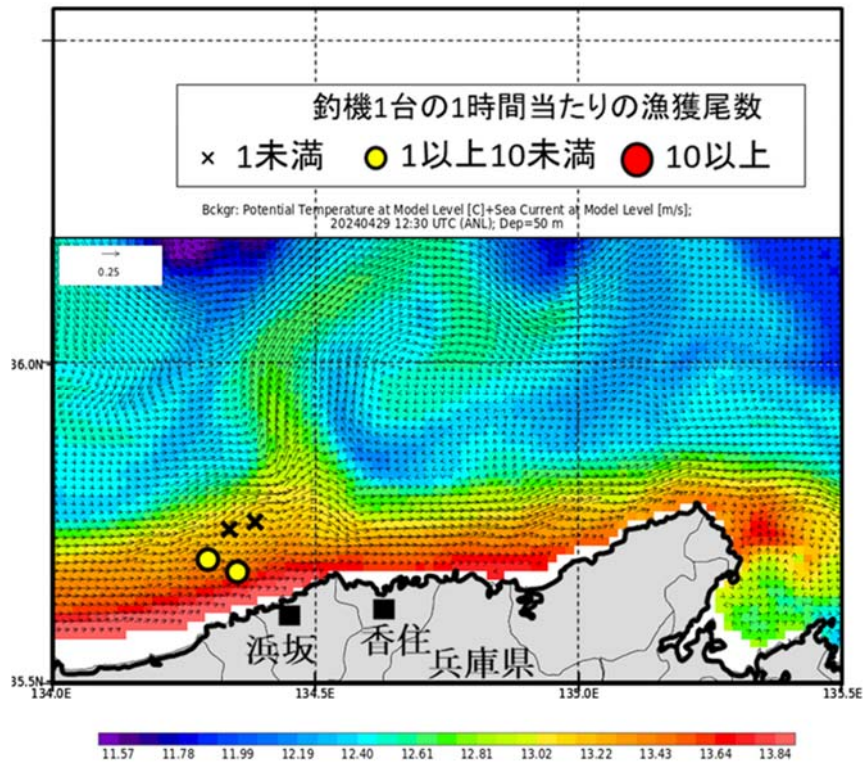 釣機1台の1時間当たりの漁獲尾数
× 1未満 1以上10未満 10以上
Bckgr: Potential Temperature at Model Level [C]+Sea Current at Model Level [m/s];
20240429 12:30 UTC (ANL); Dep=50 m
0.25
36.0N
浜坂
香住
兵庫県
35.5N
134.0E 134.5E 135.0E 135.5E
11.57 11.78 11.99 12.19 12.40 12.61 12.81 13.02 13.22 13.43 13.64 13.84